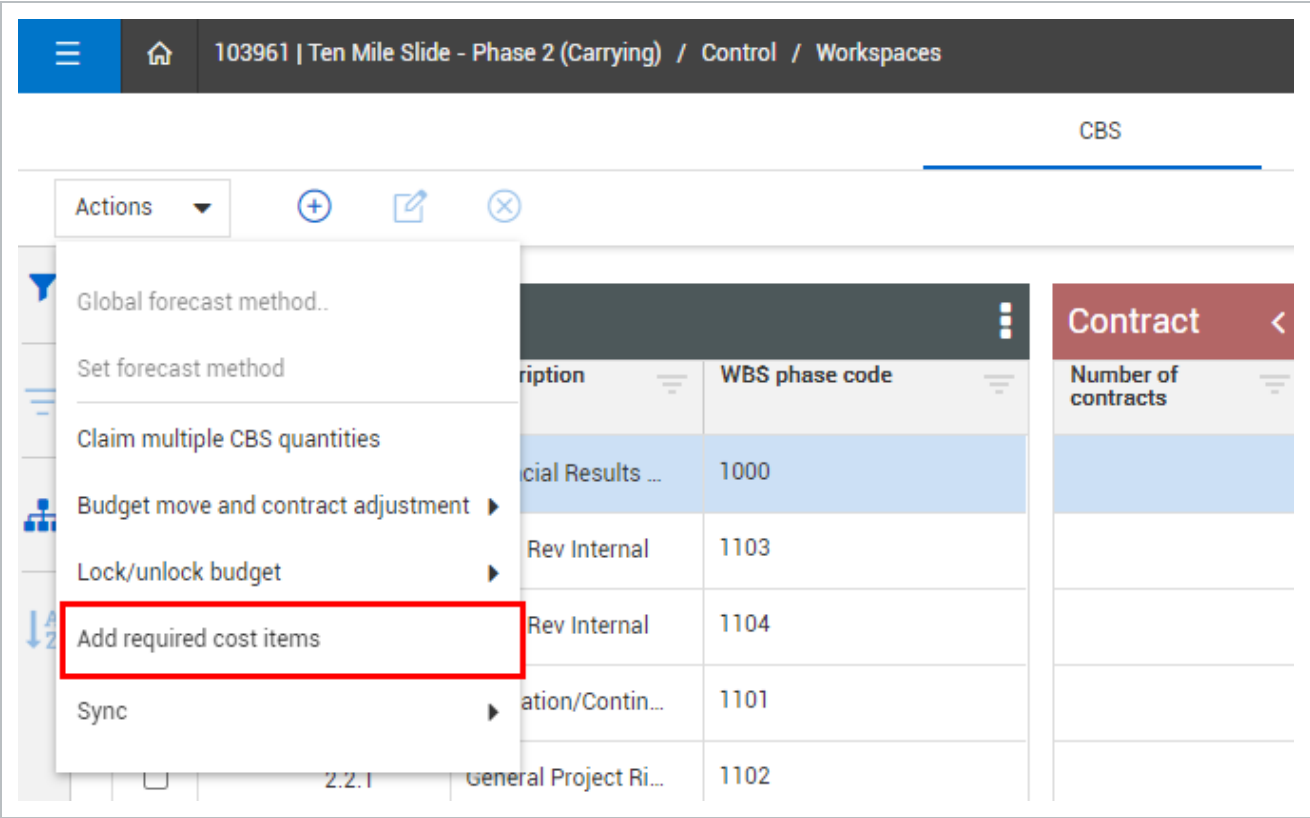 103961 | Ten Mile Slide - Phase 2 (Carrying) / Control / Workspaces
CBS
Actions
Global forecast method..
Set forecast method
Claim multiple CBS quantities
Budget move and contract adjustment
Lock/unlock budget
Add required cost items
Sync
Contract
ription
WBS phase code
Number of
contracts
cial Results ...
1000
Rev Internal
1103
Rev Internal
1104
ation/Contin...
1101
2.2.1
General Project Ri...
1102